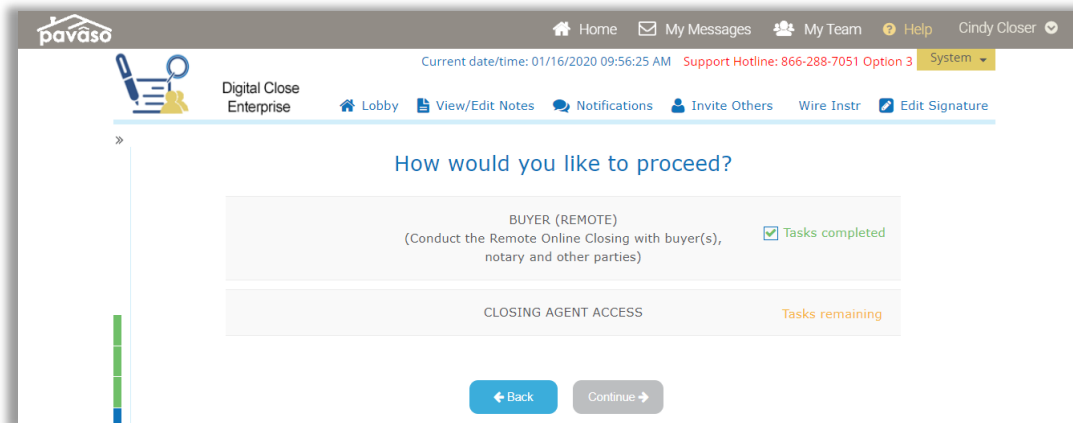 pavaso
Home My Messages My Team ? Help Cindy Closer
Current date/time: 01/16/2020 09:56:25 AM Support Hotline: 866-288-7051 Option 3 System
Digital Close
Enterprise
Lobby View/Edit Notes Notifications Invite Others Wire Instr Edit Signature
»
How would you like to proceed?
BUYER (REMOTE)
(Conduct the Remote Online Closing with buyer(s),
notary and other parties)
Tasks completed
CLOSING AGENT ACCESS
Tasks remaining
Back Continue